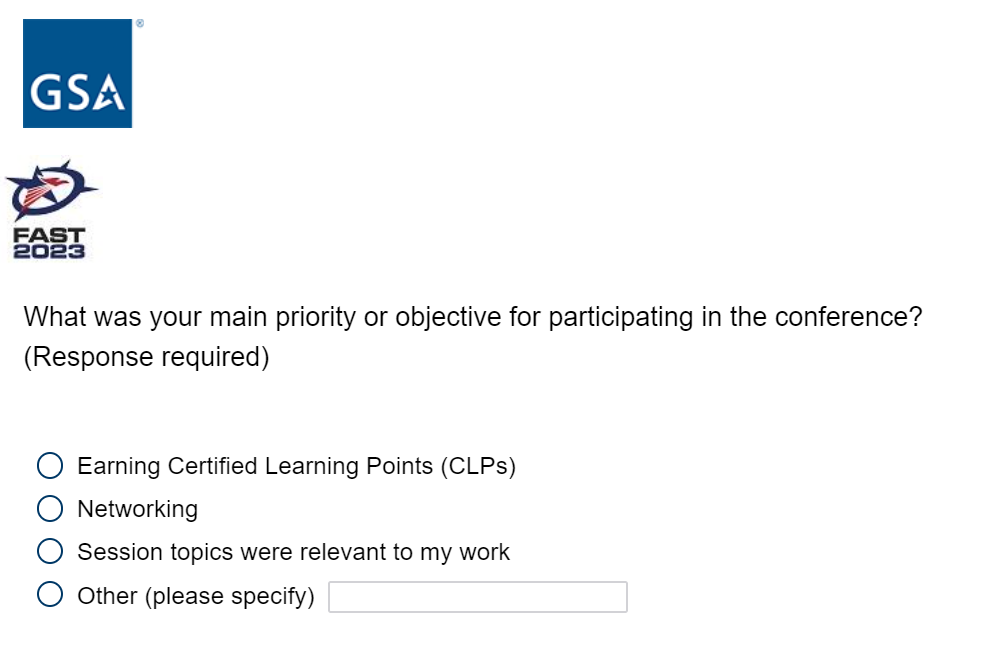 GSA
®
FAST
2023
What was your main priority or objective for participating in the conference?
(Response required)
Earning Certified Learning Points (CLPs)
Networking
Session topics were relevant to my work
Other (please specify)